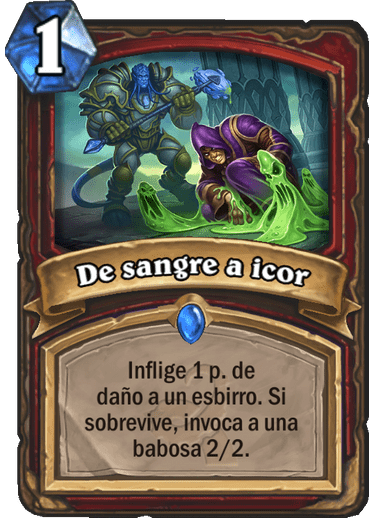 1
De sangre a icor
Inflige 1 p. de
daño a un esbirro. Si
sobrevive, invoca a una
babosa 2/2.